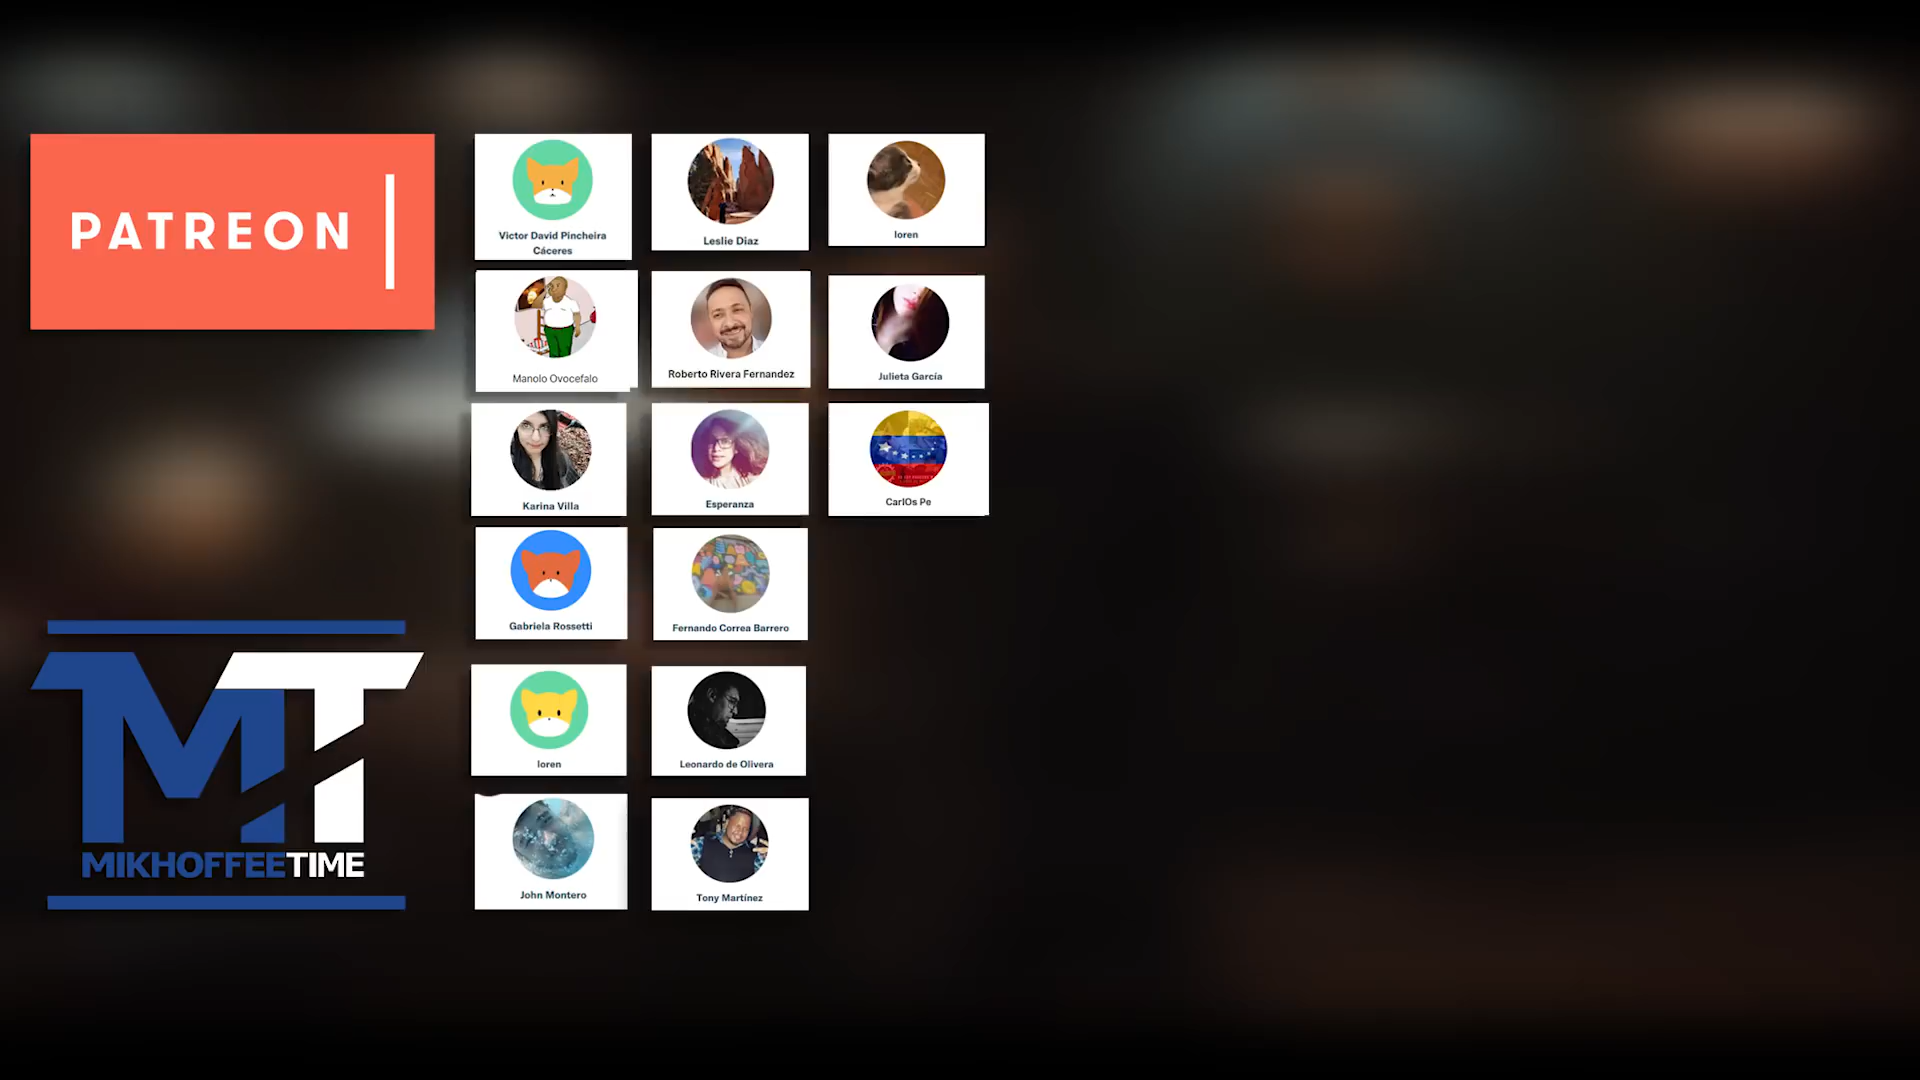 PATREON
Victor David Pincheira
Cáceres
Leslie Diaz
loren
Manolo Ovocefalo
Roberto Rivera Fernandez
Julieta García
Karina Villa
Esperanza
CarlOs Pe
Gabriela Rossetti
Fernando Correa Barrero
loren
Leonardo de Olivera
John Montero
Tony Martínez
MT
MIKHOFFEETIME